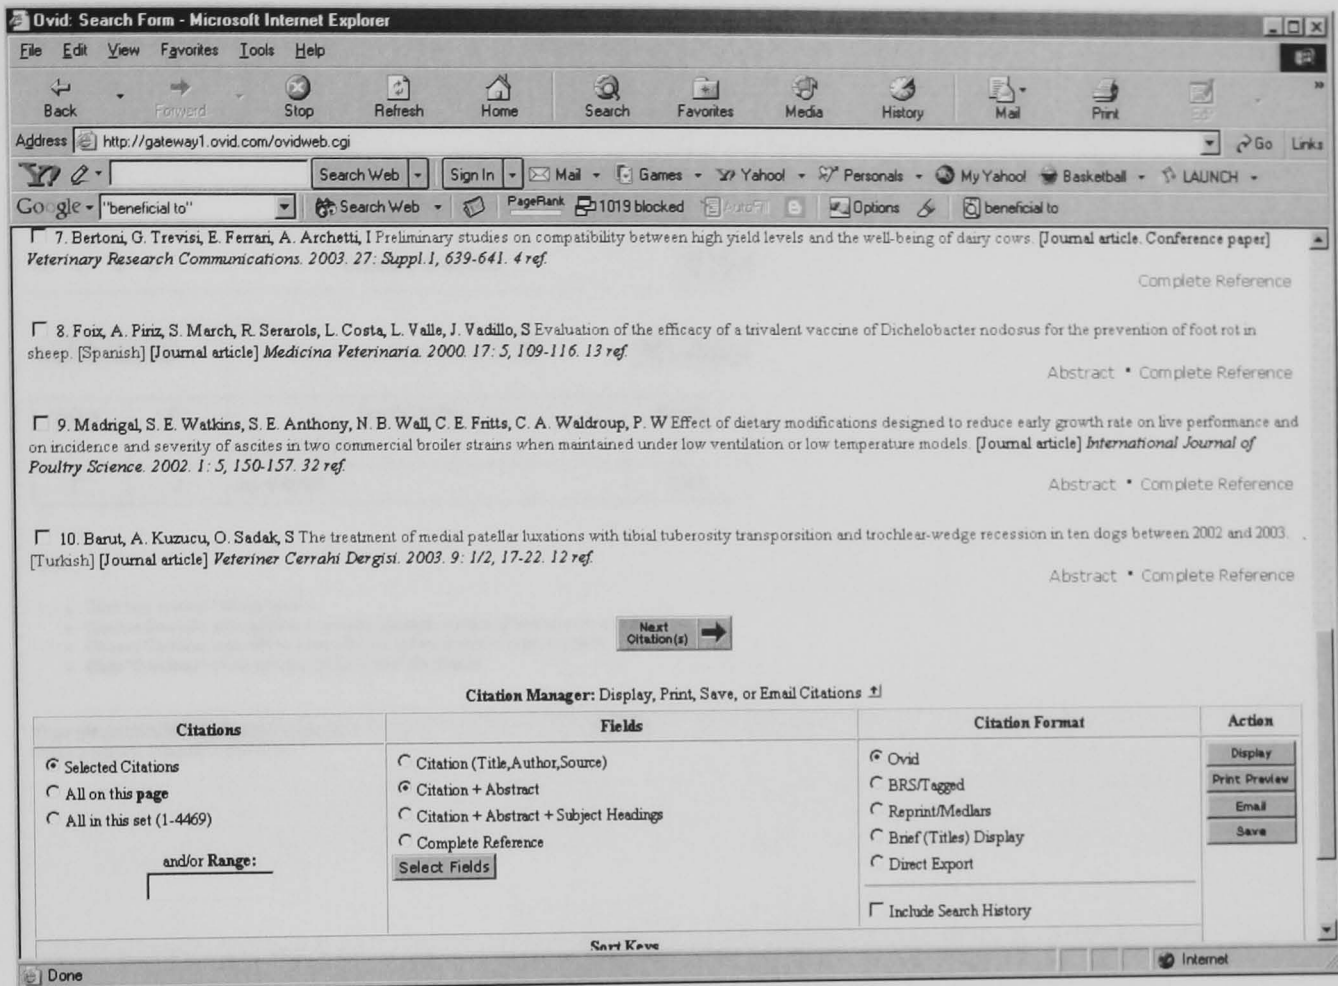 Ovid: Search Form - Microsoft Internet Explorer
File Edit View Favorites Tools Help
Back Forward Stop Refresh Home Search Favorites Media History Mail Print Edit
Address http://gateway1.ovid.com/ovidweb.cgi Go Links
Search Web Sign In Mail Games Yahoo! Personals My Yahoo! Basketball LAUNCH
Google "beneficial to" Search Web PageRank 1019 blocked AutoFill Options beneficial to
7. Bertoni, G. Trevisi, E. Ferrari, A. Archetti, I Preliminary studies on compatibility between high yield levels and the well-being of dairy cows. [Journal article. Conference paper]
Veterinary Research Communications. 2003. 27: Suppl.1, 639-641. 4 ref.
Complete Reference
8. Foix, A. Piriz, S. March, R. Serarols, L. Costa, L. Valle, J. Vadillo, S Evaluation of the efficacy of a trivalent vaccine of Dichelobacter nodosus for the prevention of foot rot in
sheep. [Spanish] [Journal article] Medicina Veterinaria. 2000. 17: 5, 109-116. 13 ref.
Abstract • Complete Reference
9. Madrigal, S. E. Watkins, S. E. Anthony, N. B. Wall, C. E. Fritts, C. A. Waldroup, P. W Effect of dietary modifications designed to reduce early growth rate on live performance and
on incidence and severity of ascites in two commercial broiler strains when maintained under low ventilation or low temperature models. [Journal article] International Journal of
Poultry Science. 2002. 1: 5, 150-157. 32 ref.
Abstract • Complete Reference
10. Barut, A. Kuzucu, O. Sadak, S The treatment of medial patellar luxations with tibial tuberosity transporsition and trochlear-wedge recession in ten dogs between 2002 and 2003.
[Turkish] [Journal article] Veteriner Cerrahi Dergisi. 2003. 9: 1/2, 17-22. 12 ref.
Abstract • Complete Reference
Next
Citation(s)
Citation Manager: Display, Print, Save, or Email Citations
Citations Fields Citation Format Action
Selected Citations
All on this page
All in this set (1-4469)
and/or Range:
Citation (Title,Author,Source)
Citation + Abstract
Citation + Abstract + Subject Headings
Complete Reference
Select Fields
Ovid
BRS/Tagged
Reprint/Medlars
Brief (Titles) Display
Direct Export
Include Search History
Display
Print Preview
Email
Save
Sort Keys
Done Internet